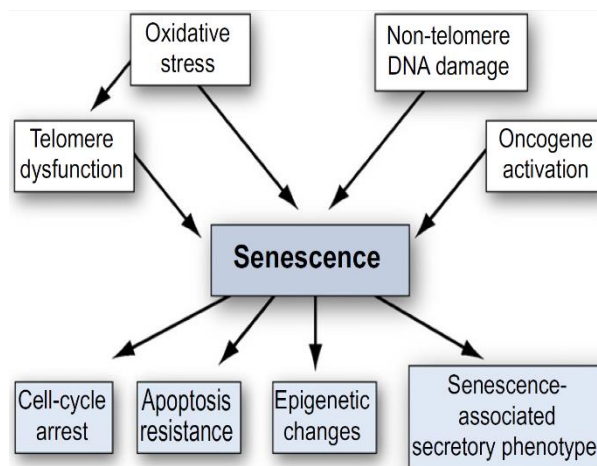 Oxidative
stress
Non-telomere
DNA damage
Telomere
dysfunction
Oncogene
activation
Senescence
Cell-cycle
arrest
Apoptosis
resistance
Epigenetic
changes
Senescence-
associated
secretory phenotype